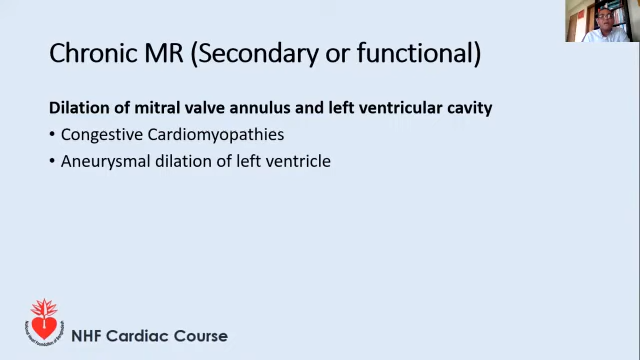 Chronic MR (Secondary or functional)
Dilation of mitral valve annulus and left ventricular cavity
• Congestive Cardiomyopathies
• Aneurysmal dilation of left ventricle
NHF Cardiac Course